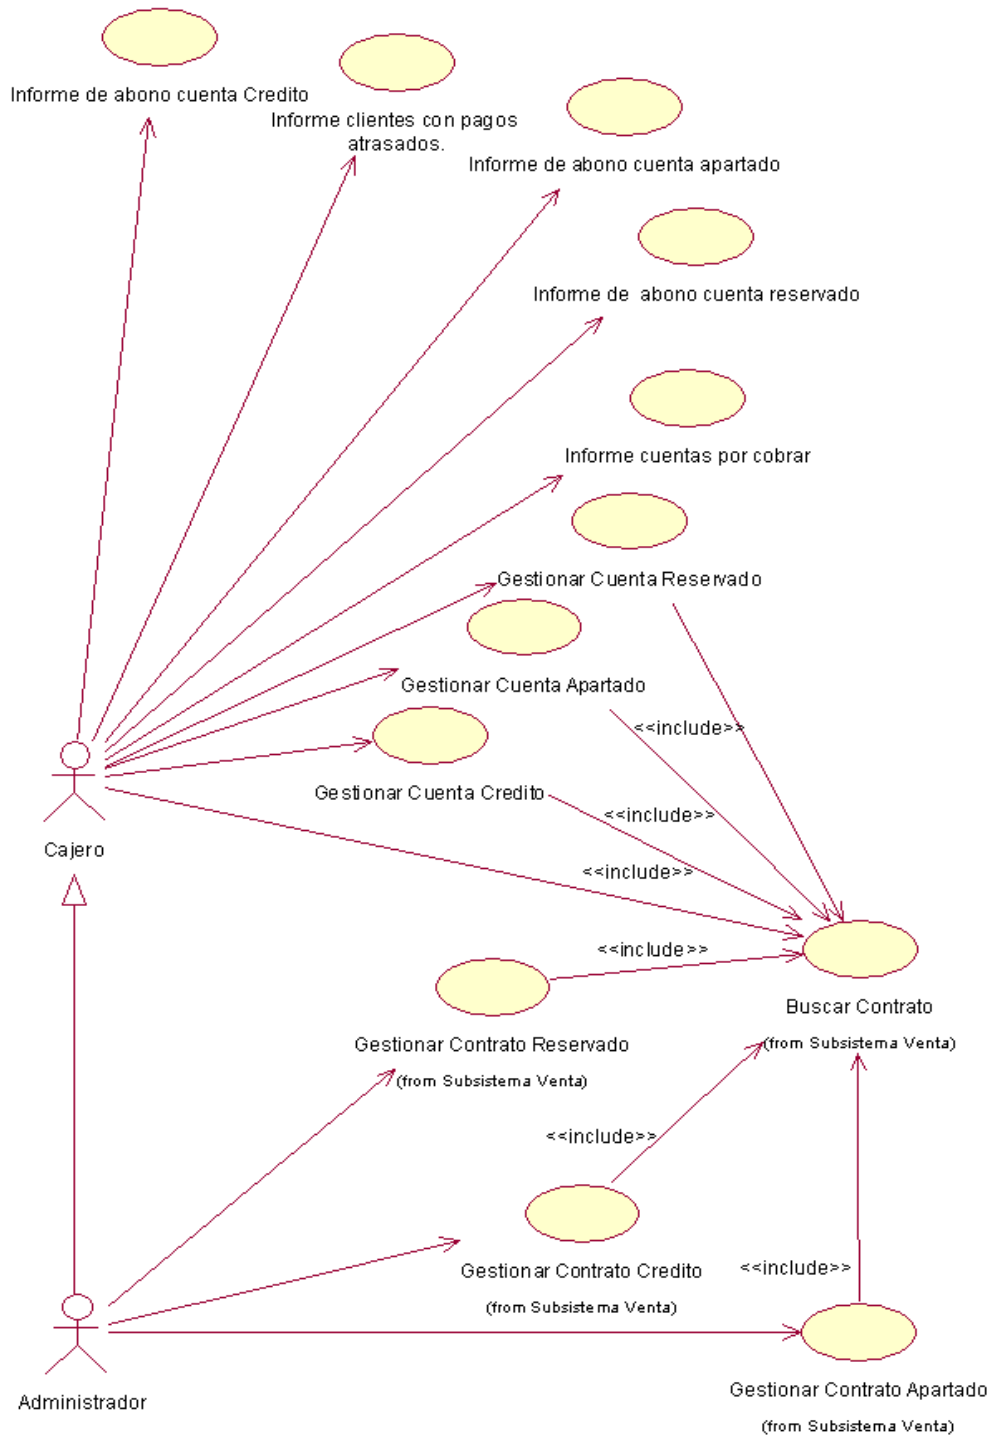 Informe de abono cuenta Credito
Informe clientes con pagos
atrasados.
Informe de abono cuenta apartado
Informe de abono cuenta reservado
Informe cuentas por cobrar
Gestionar Cuenta Reservado
Gestionar Cuenta Apartado
<<include>>
Gestionar Cuenta Credito
<<include>>
Cajero
<<include>>
<<include>>
Buscar Contrato
(from Subsistema Venta)
Gestionar Contrato Reservado
(from Subsistema Venta)
<<include>>
Gestionar Contrato Credito
(from Subsistema Venta)
<<include>>
Administrador
Gestionar Contrato Apartado
(from Subsistema Venta)